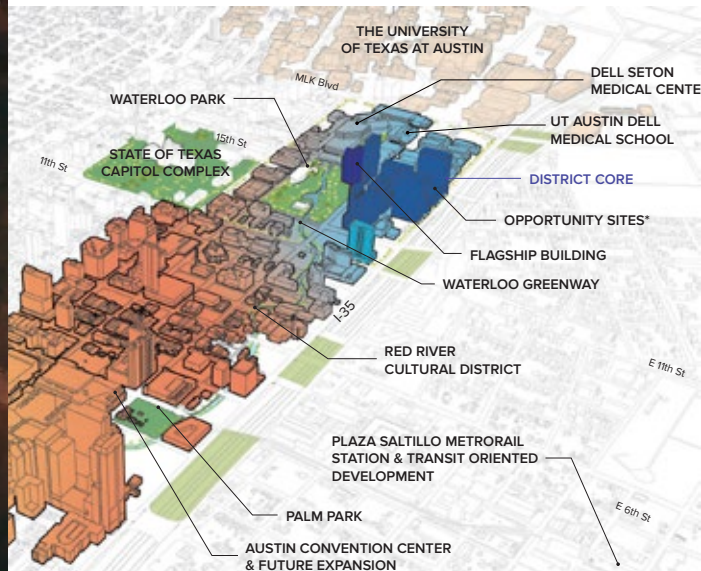 THE UNIVERSITY
OF TEXAS AT AUSTIN
MLK Blvd
DELL SETON
MEDICAL CENTE
WATERLOO PARK
UT AUSTIN DELL
MEDICAL SCHOOL
15th St
STATE OF TEXAS
CAPITOL COMPLEX
11th St
DISTRICT CORE
OPPORTUNITY SITES*
FLAGSHIP BUILDING
WATERLOO GREENWAY
I-35
RED RIVER
CULTURAL DISTRICT
E 11th St
PLAZA SALTILLO METRORAIL
STATION & TRANSIT ORIENTED
DEVELOPMENT
E 6th St
PALM PARK
AUSTIN CONVENTION CENTER
& FUTURE EXPANSION